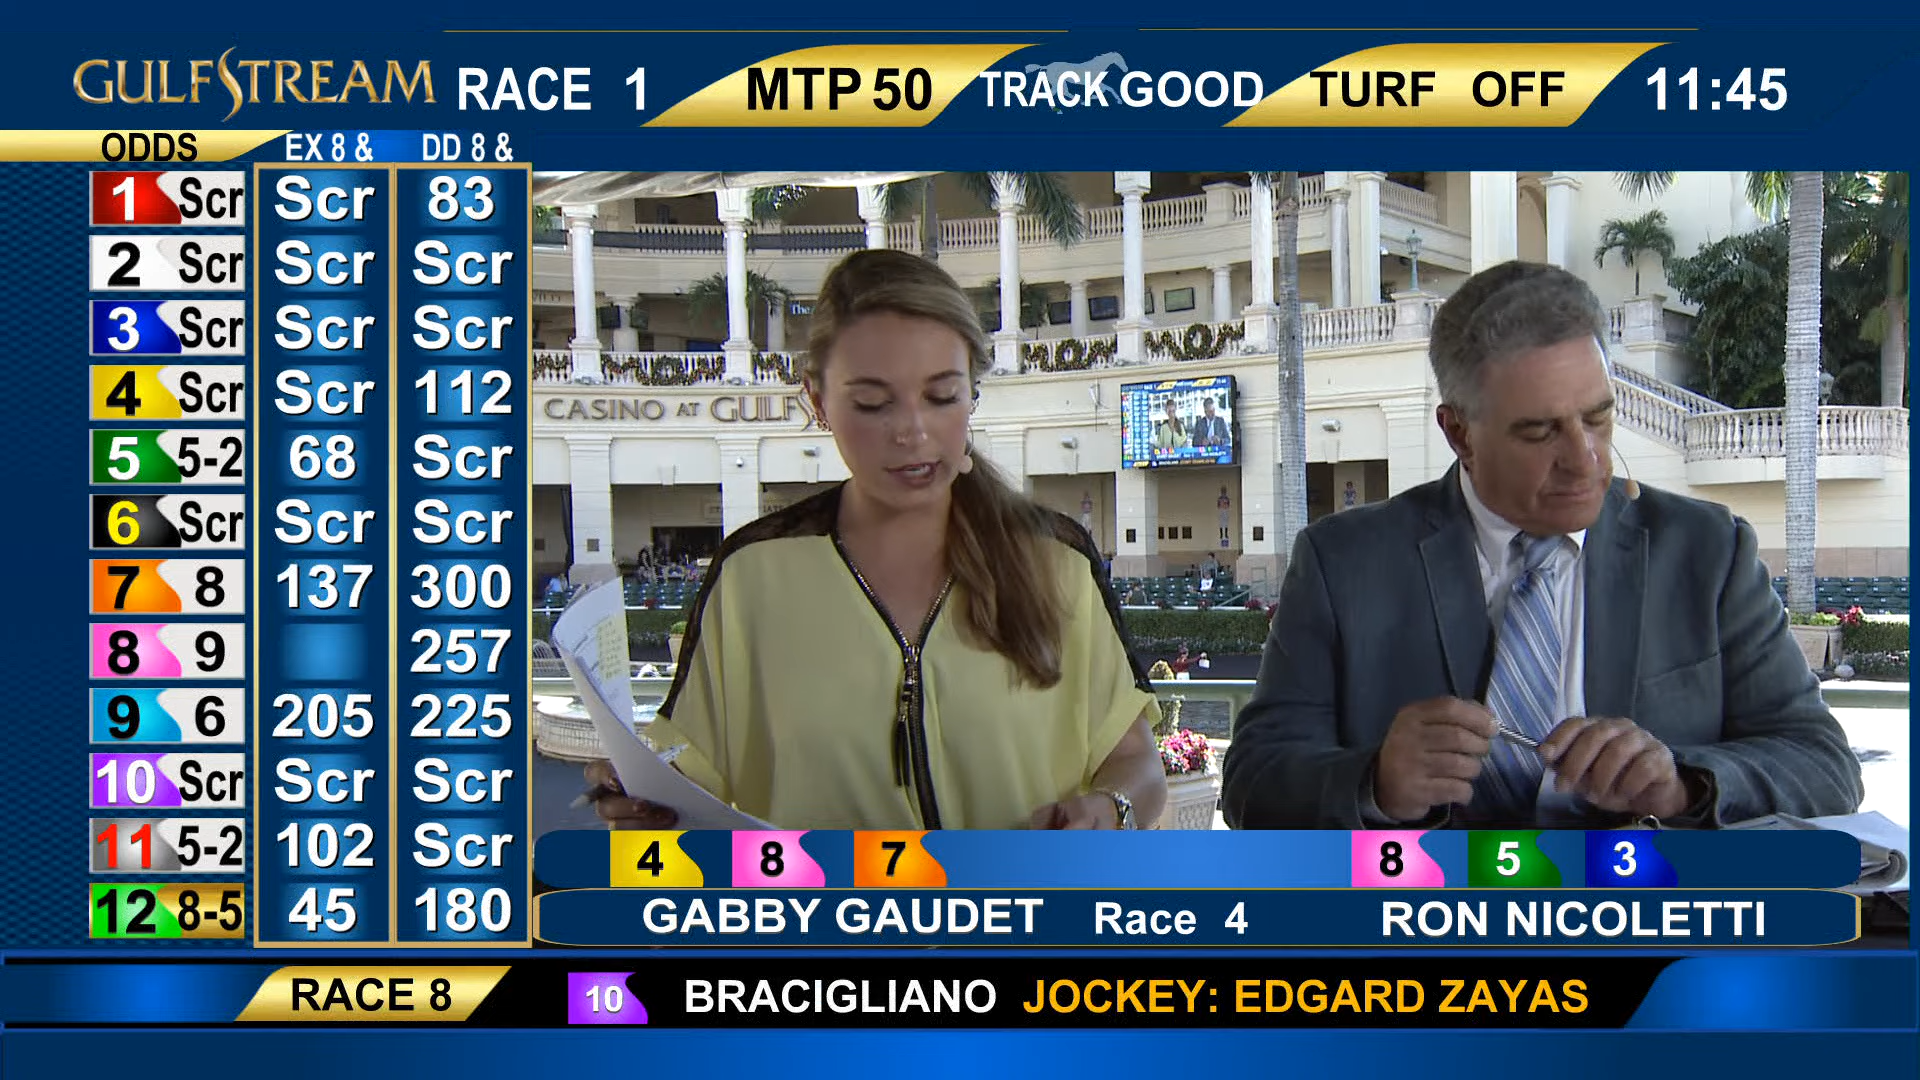 GULFSTREAM RACE 1 MTP 50 TRACK GOOD TURF OFF 11:45
ODDS EX 8 & DD 8 &
1 Scr Scr 83
2 Scr Scr Scr
3 Scr Scr Scr
4 Scr Scr 112
5 5-2 68 Scr
6 Scr Scr Scr
7 8 137 300
8 9 257
9 6 205 225
10 Scr Scr Scr
11 5-2 102 Scr
12 8-5 45 180
The
MOM MOM
CASINO AT GULFS
4 8 7 8 5 3
GABBY GAUDET Race 4 RON NICOLETTI
RACE 8 10 BRACIGLIANO JOCKEY: EDGARD ZAYAS